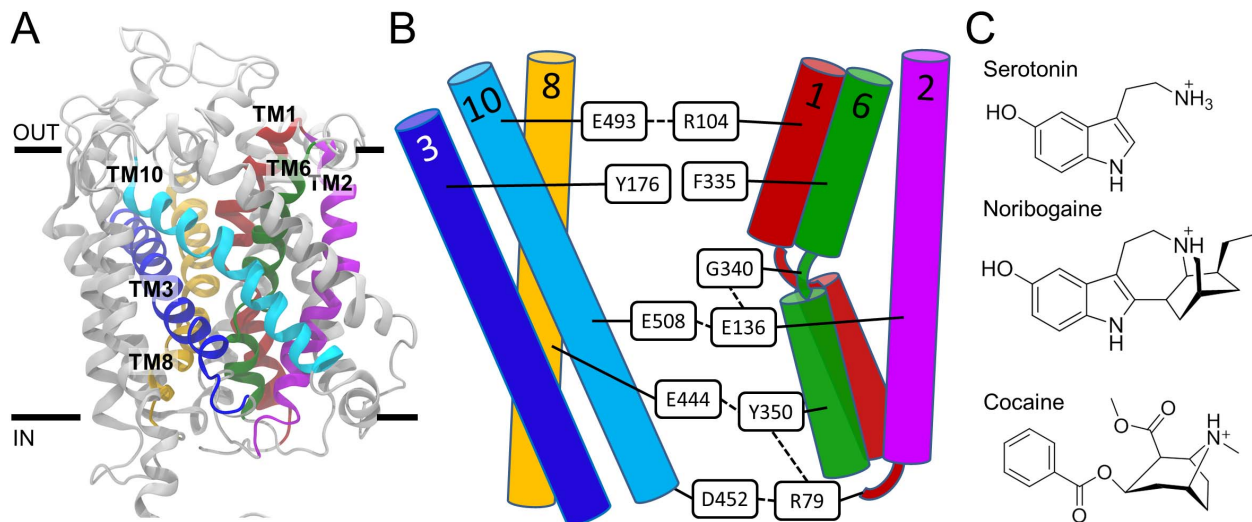 A
OUT
TM1
TM10
TM6
TM2
TM3
TM8
IN
B
3
10
8
1
6
2
E493
R104
Y176
F335
G340
E508
E136
E444
Y350
D452
R79
C
Serotonin
HO
NH3
+
N
H
Noribogaine
HO
NH
+
N
H
Cocaine
O
O
NH
+
O
O